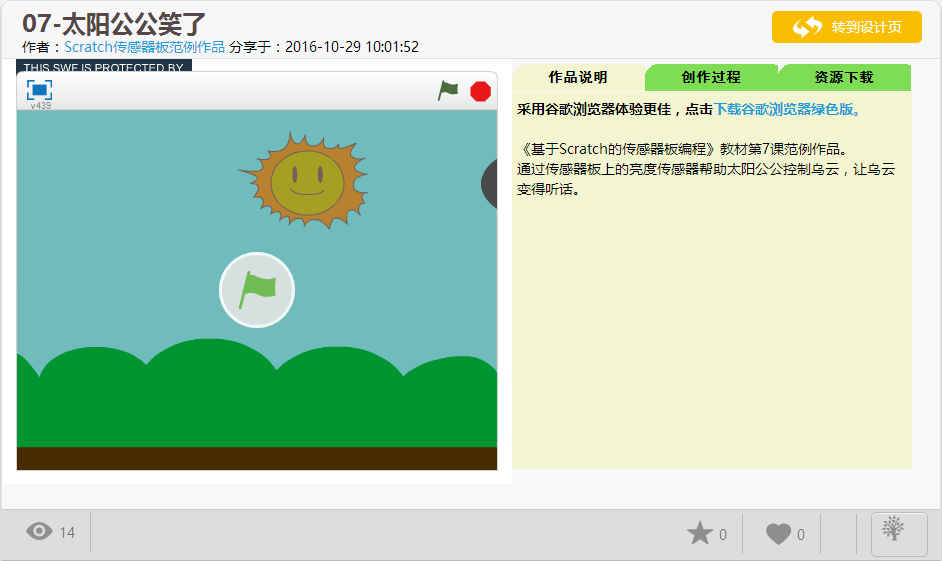 07-太阳公公笑了
作者：Scratch传感器板范例作品 分享于：2016-10-29 10:01:52
转到设计页
THIS SWF IS PROTECTED BY
v439
作品说明
创作过程
资源下载
采用谷歌浏览器体验更佳，点击下载谷歌浏览器绿色版。
《基于Scratch的传感器板编程》教材第7课范例作品。
通过传感器板上的亮度传感器帮助太阳公公控制乌云，让乌云
变得听话。
14
0
0